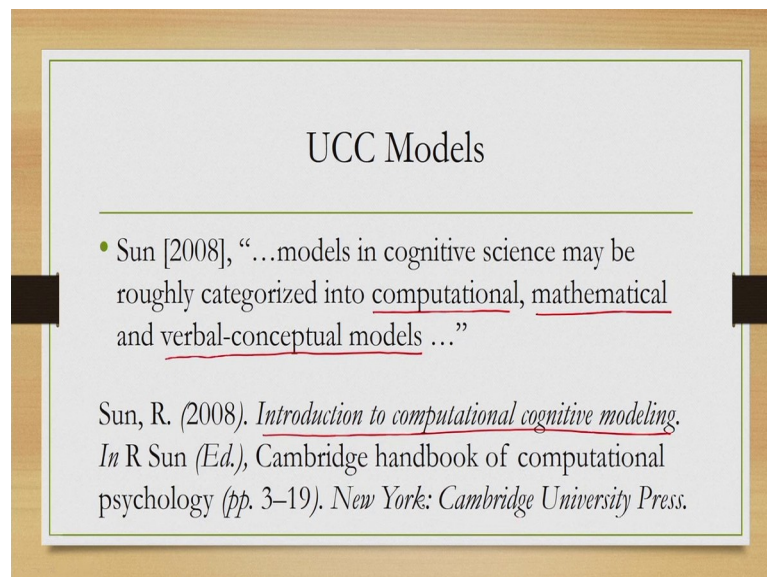 UCC Models
• Sun [2008], “…models in cognitive science may be
roughly categorized into computational, mathematical
and verbal-conceptual models …”
Sun, R. (2008). Introduction to computational cognitive modeling.
In R Sun (Ed.), Cambridge handbook of computational
psychology (pp. 3–19). New York: Cambridge University Press.